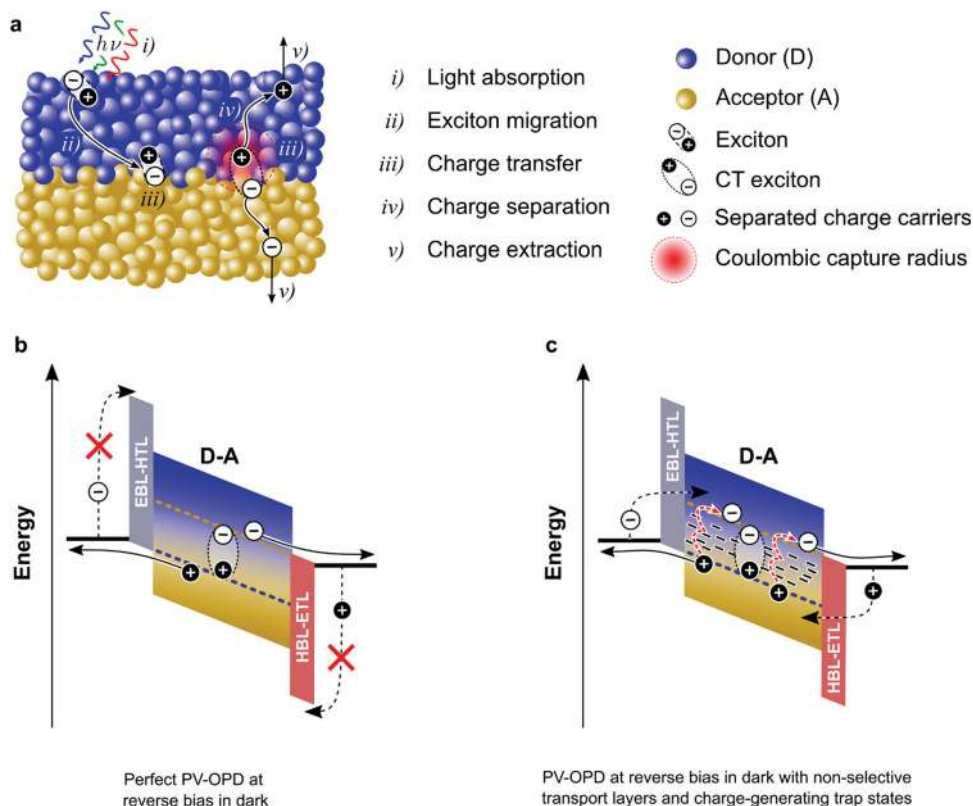 a
hν
i)
ii)
iii)
iv)
iii)
v)
v)
i) Light absorption
ii) Exciton migration
iii) Charge transfer
iv) Charge separation
v) Charge extraction
Donor (D)
Acceptor (A)
Exciton
CT exciton
Separated charge carriers
Coulombic capture radius
b
Energy
EBL-HTL
D-A
HBL-ETL
Perfect PV-OPD at
reverse bias in dark
c
Energy
EBL-HTL
D-A
HBL-ETL
PV-OPD at reverse bias in dark with non-selective
transport layers and charge-generating trap states